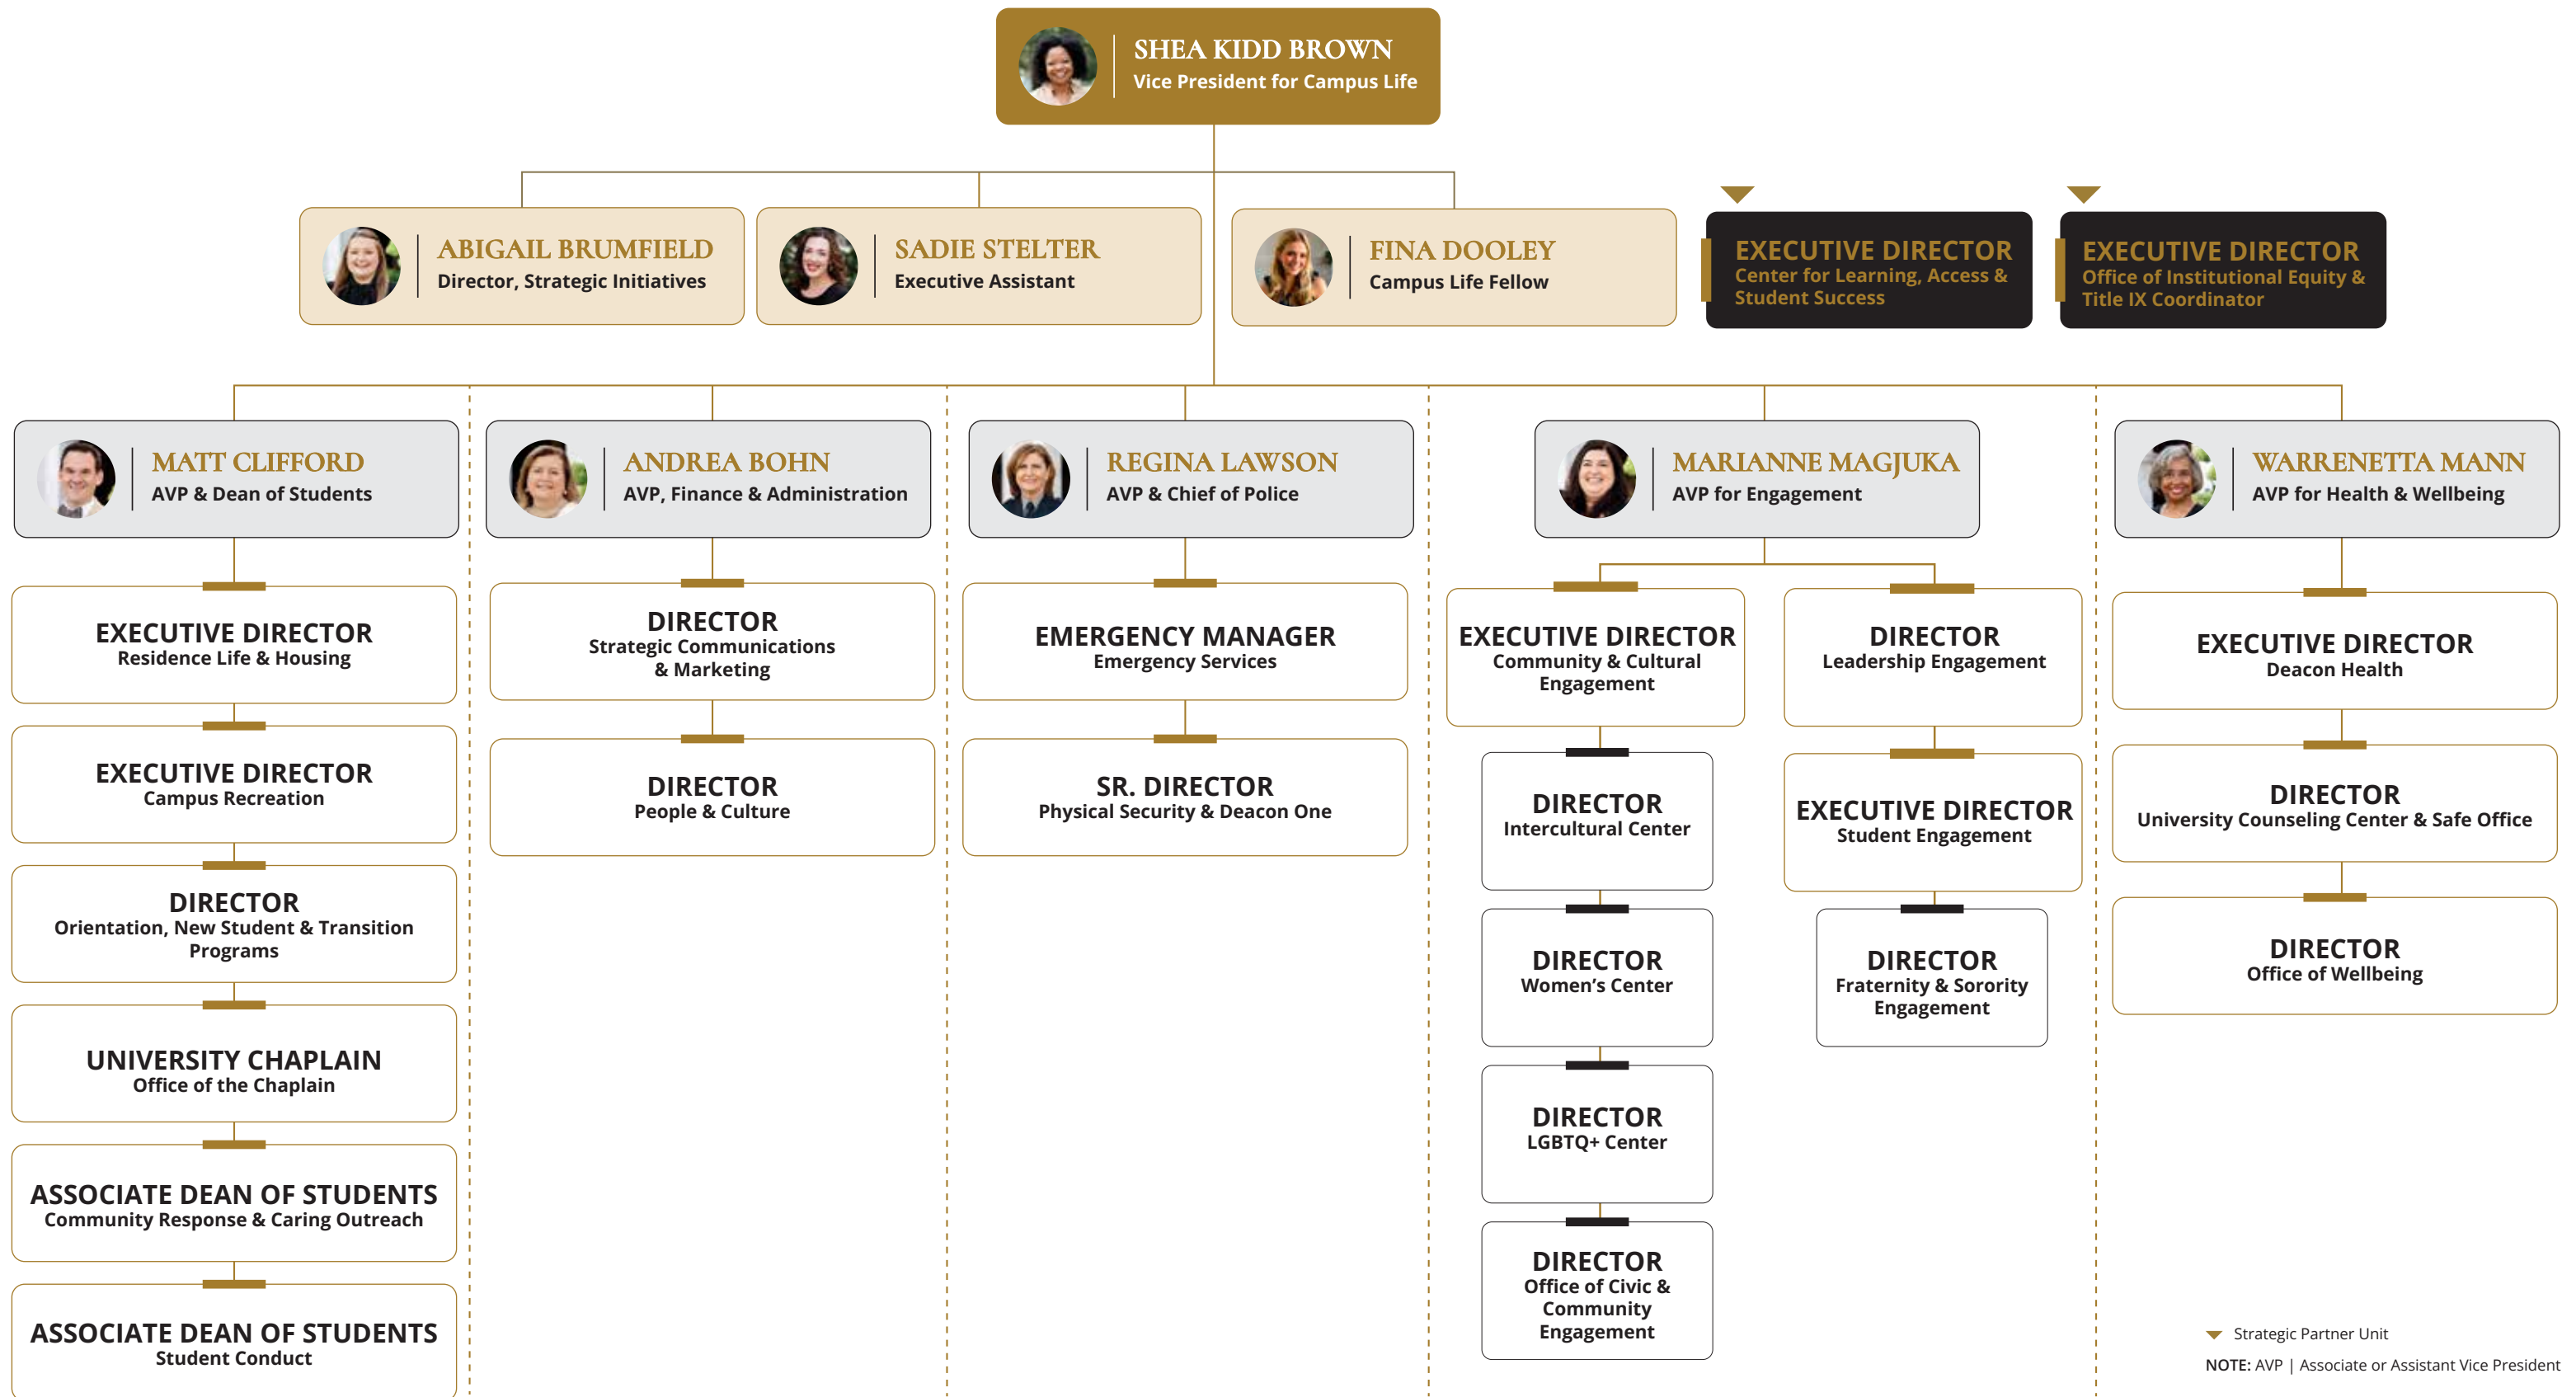 SHEA KIDD BROWN
Vice President for Campus Life
ABIGAIL BRUMFIELD
Director, Strategic Initiatives
SADIE STELTER
Executive Assistant
FINA DOOLEY
Campus Life Fellow
EXECUTIVE DIRECTOR
Center for Learning, Access &
Student Success
EXECUTIVE DIRECTOR
Office of Institutional Equity &
Title IX Coordinator
MATT CLIFFORD
AVP & Dean of Students
EXECUTIVE DIRECTOR
Residence Life & Housing
EXECUTIVE DIRECTOR
Campus Recreation
DIRECTOR
Orientation, New Student & Transition
Programs
UNIVERSITY CHAPLAIN
Office of the Chaplain
ASSOCIATE DEAN OF STUDENTS
Community Response & Caring Outreach
ASSOCIATE DEAN OF STUDENTS
Student Conduct
ANDREA BOHN
AVP, Finance & Administration
DIRECTOR
Strategic Communications
& Marketing
DIRECTOR
People & Culture
REGINA LAWSON
AVP & Chief of Police
EMERGENCY MANAGER
Emergency Services
SR. DIRECTOR
Physical Security & Deacon One
MARIANNE MAGJUKA
AVP for Engagement
EXECUTIVE DIRECTOR
Community & Cultural
Engagement
DIRECTOR
Intercultural Center
DIRECTOR
Women’s Center
DIRECTOR
LGBTQ+ Center
DIRECTOR
Office of Civic &
Community
Engagement
DIRECTOR
Leadership Engagement
EXECUTIVE DIRECTOR
Student Engagement
DIRECTOR
Fraternity & Sorority
Engagement
WARRENETTA MANN
AVP for Health & Wellbeing
EXECUTIVE DIRECTOR
Deacon Health
DIRECTOR
University Counseling Center & Safe Office
DIRECTOR
Office of Wellbeing
Strategic Partner Unit
NOTE: AVP | Associate or Assistant Vice President